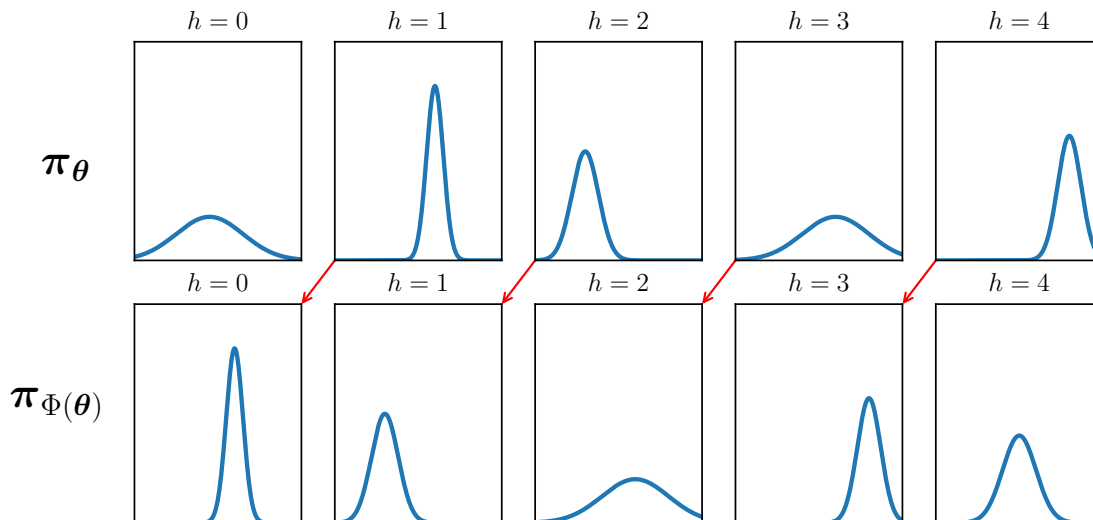 h = 0 h = 1 h = 2 h = 3 h = 4
π_θ
h = 0 h = 1 h = 2 h = 3 h = 4
π_Φ(θ)